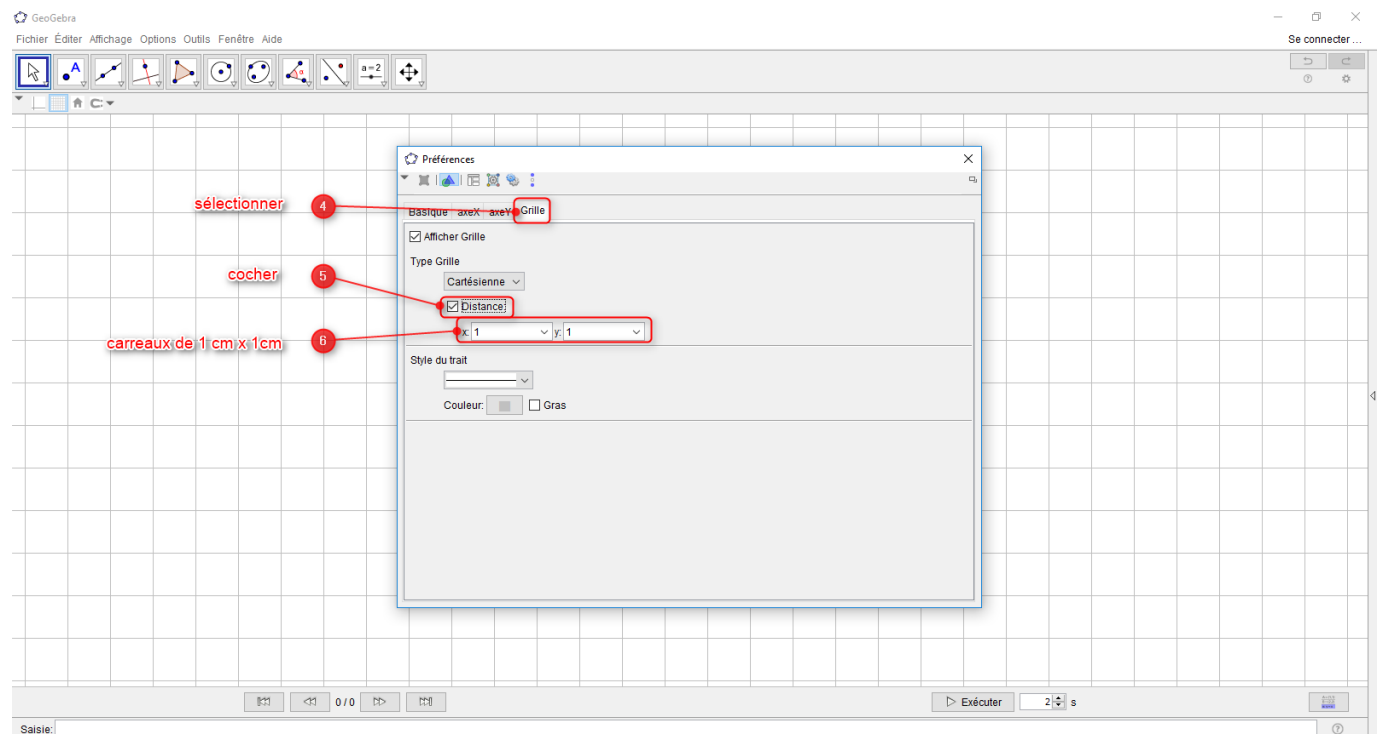 GeoGebra
Fichier Éditer Affichage Options Outils Fenêtre Aide
Se connecter ...
A
α
a=2
Préférences
Basique axeX axeY Grille
sélectionner 4
Afficher Grille
Type Grille
Cartésienne
cocher 5
Distance
x: 1 y: 1
carreaux de 1 cm x 1cm 6
Style du trait
Couleur: Gras
0 / 0
Exécuter 2 s
Saisie: